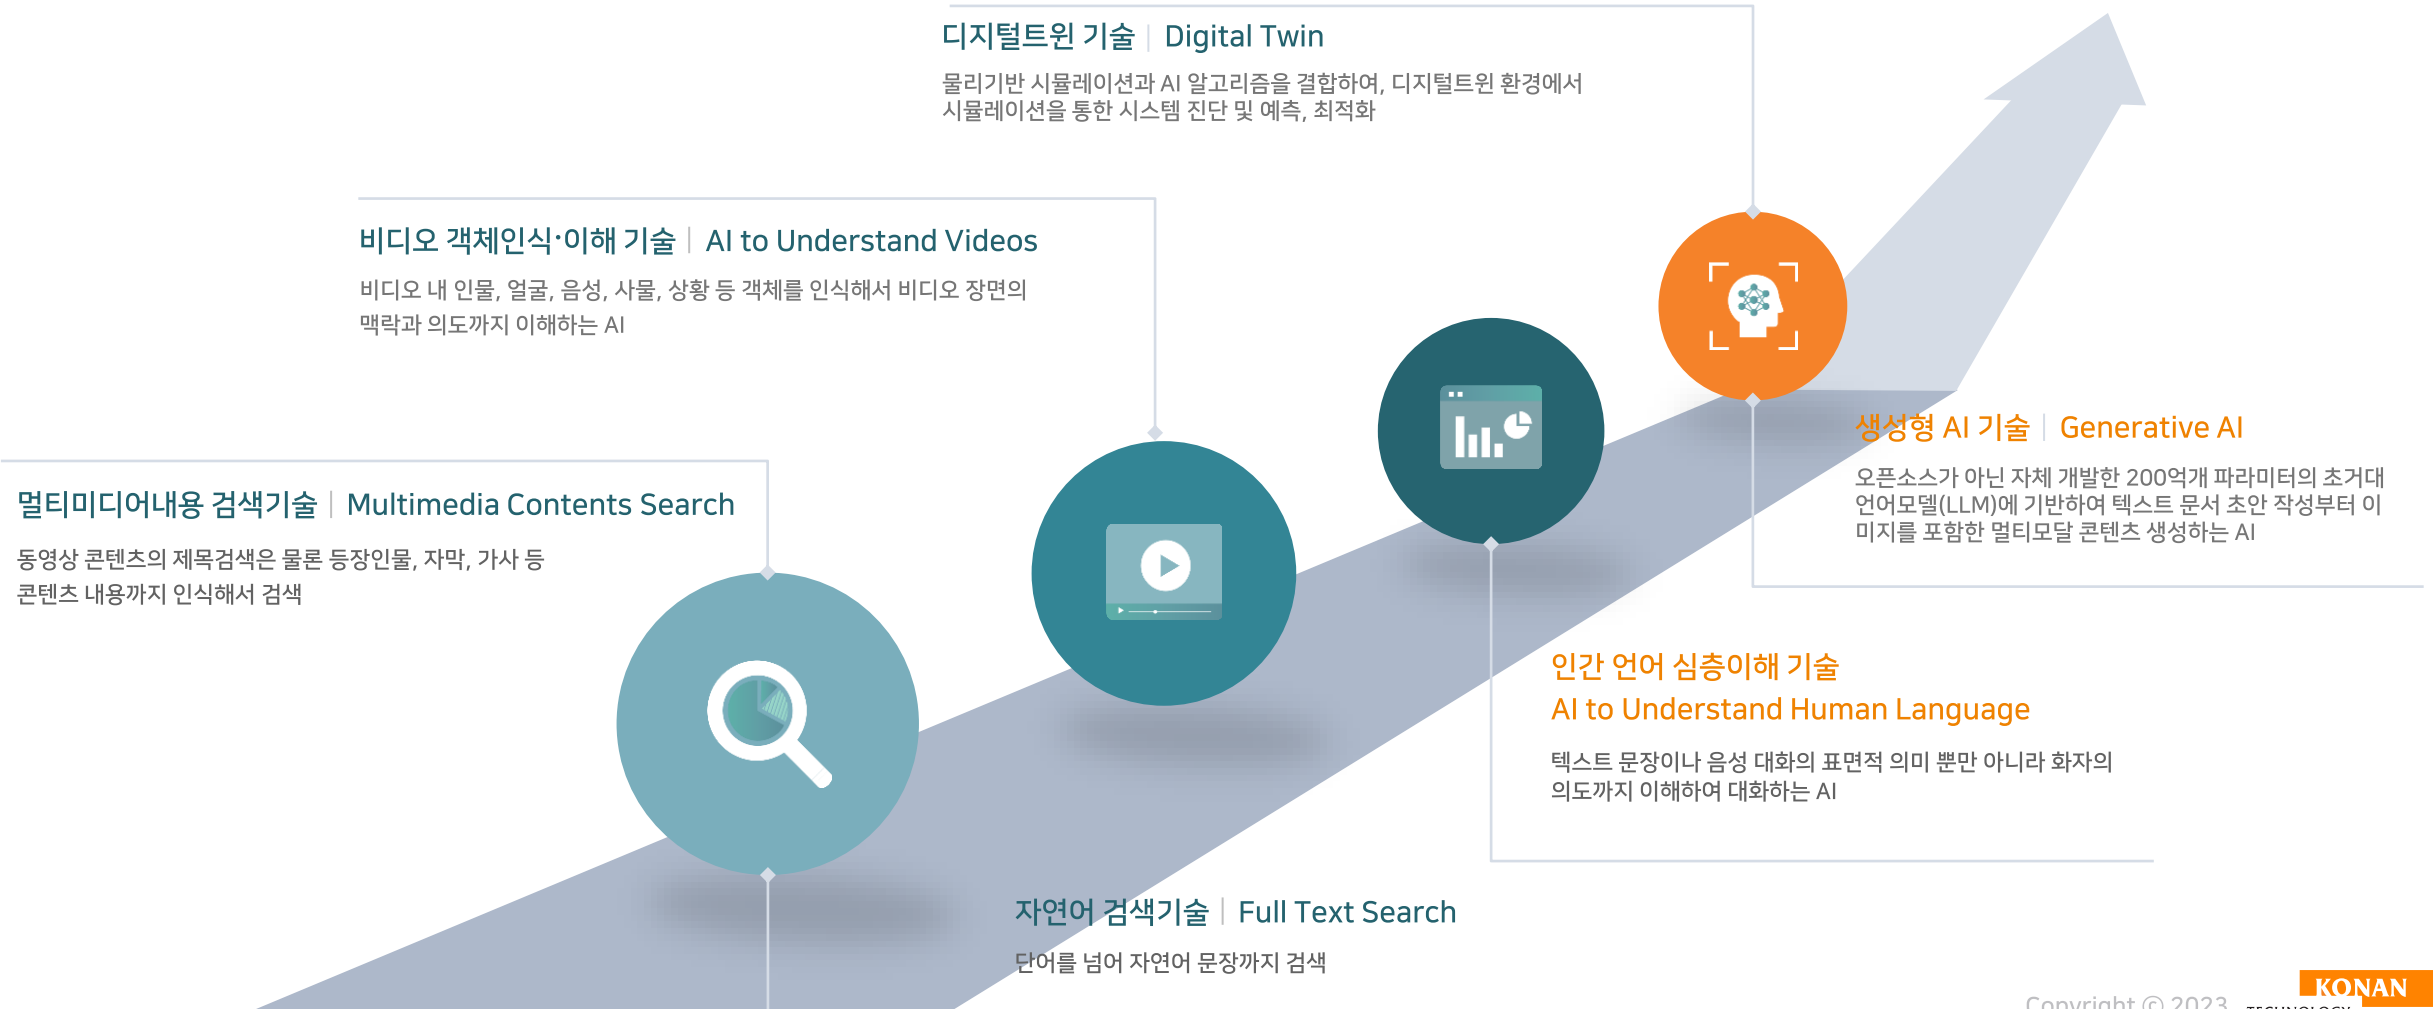 디지털트윈 기술 | Digital Twin
물리기반 시뮬레이션과 AI 알고리즘을 결합하여, 디지털트윈 환경에서
시뮬레이션을 통한 시스템 진단 및 예측, 최적화
비디오 객체인식·이해 기술 | AI to Understand Videos
비디오 내 인물, 얼굴, 음성, 사물, 상황 등 객체를 인식해서 비디오 장면의
맥락과 의도까지 이해하는 AI
생성형 AI 기술 | Generative AI
오픈소스가 아닌 자체 개발한 200억개 파라미터의 초거대
언어모델(LLM)에 기반하여 텍스트 문서 초안 작성부터 이
미지를 포함한 멀티모달 콘텐츠 생성하는 AI
멀티미디어내용 검색기술 | Multimedia Contents Search
동영상 콘텐츠의 제목검색은 물론 등장인물, 자막, 가사 등
콘텐츠 내용까지 인식해서 검색
인간 언어 심층이해 기술
AI to Understand Human Language
텍스트 문장이나 음성 대화의 표면적 의미 뿐만 아니라 화자의
의도까지 이해하여 대화하는 AI
자연어 검색기술 | Full Text Search
단어를 넘어 자연어 문장까지 검색
KONAN
Copyright © 2023 TECHNOLOGY